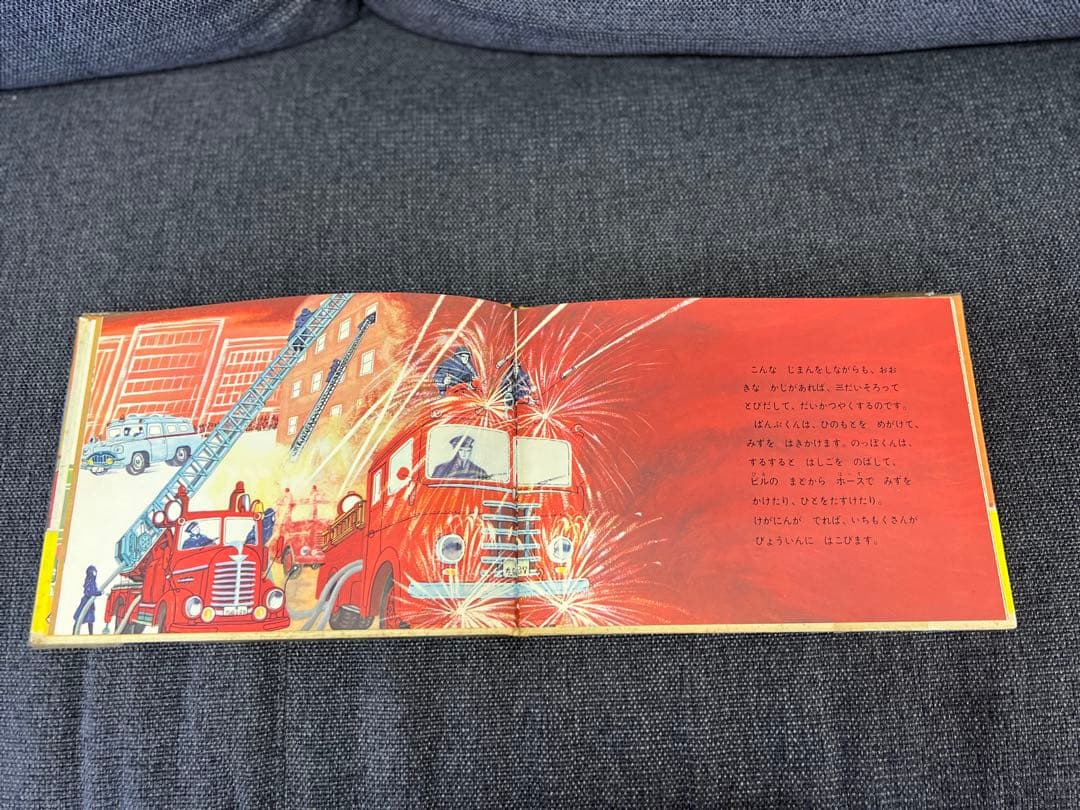 こんな じまんをしながらも、おお
きな かじがあれば、三だいそろって
とびだして、だいかつやくするのです。
ぱんぷくんは、ひのもとを めがけて、
みずを はきかけます。のっぽくんは、
するすると はしごを のばして、
ビルの まどから ホースで みずを
かけたり、ひとをたすけたり。
けがにんが でれば、いちもくさんが
びょういんに はこびます。